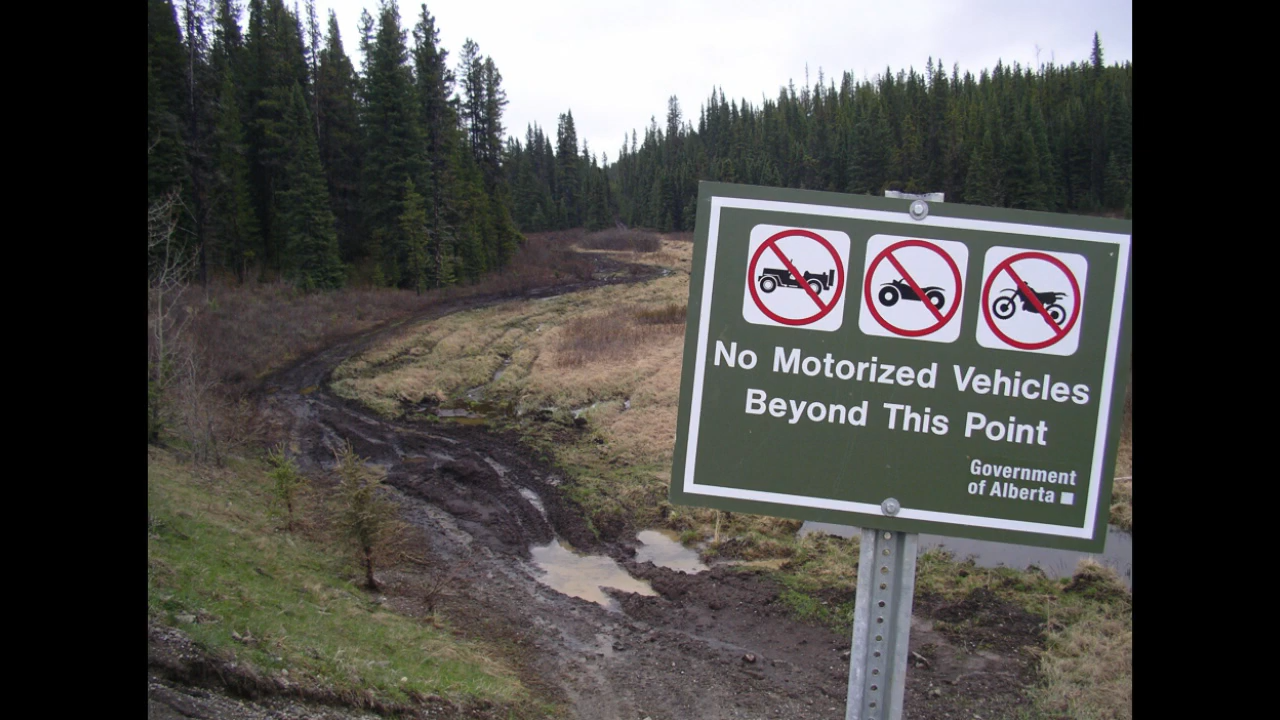 No Motorized Vehicles
Beyond This Point
Government
of Alberta